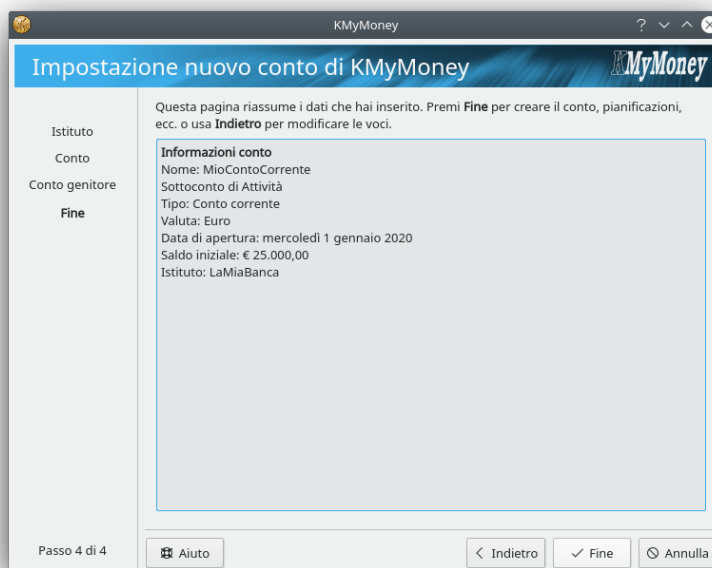 KMyMoney
Impostazione nuovo conto di KMyMoney
KMyMoney
Istituto
Conto
Conto genitore
Fine
Questa pagina riassume i dati che hai inserito. Premi Fine per creare il conto, pianificazioni,
ecc. o usa Indietro per modificare le voci.
Informazioni conto
Nome: MioContoCorrente
Sottoconto di Attività
Tipo: Conto corrente
Valuta: Euro
Data di apertura: mercoledì 1 gennaio 2020
Saldo iniziale: € 25.000,00
Istituto: LaMiaBanca
Passo 4 di 4
Aiuto
Indietro
Fine
Annulla